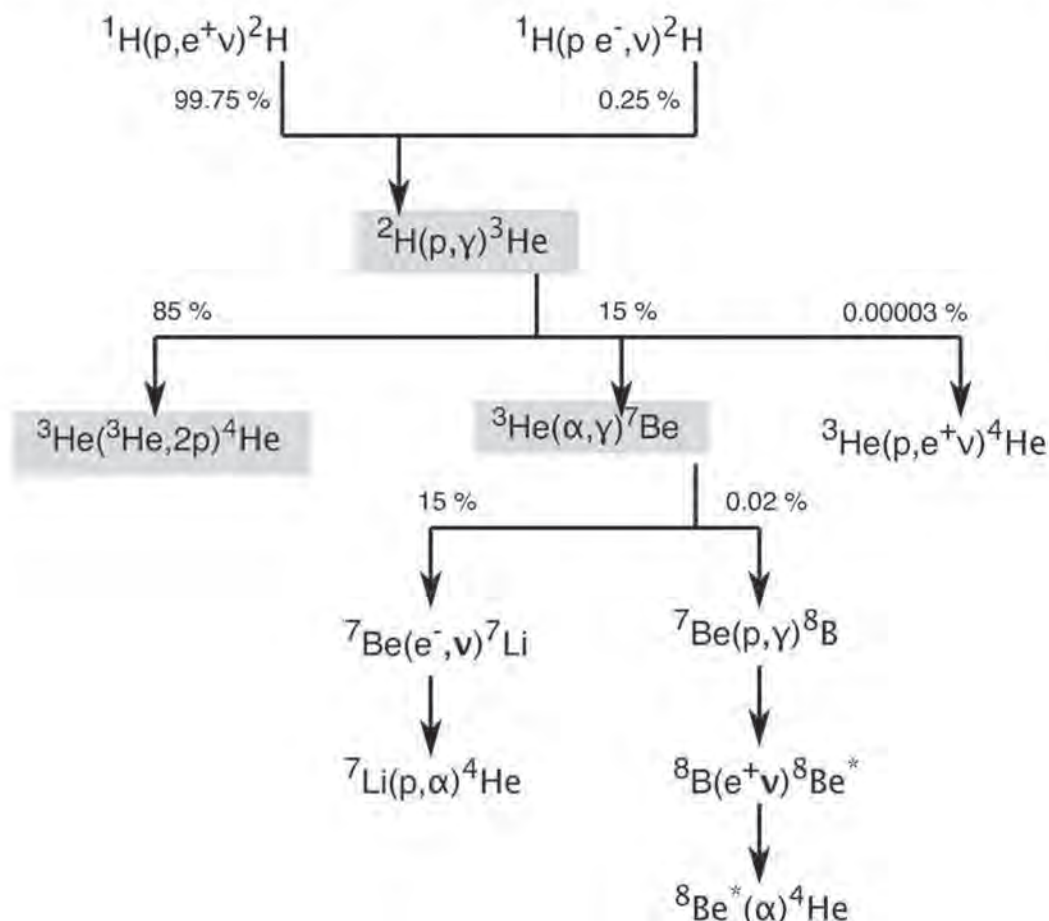 ¹H(p,e⁺ν)²H ¹H(p e⁻,ν)²H
99.75 % 0.25 %
²H(p,γ)³He
85 % 15 % 0.00003 %
³He(³He,2p)⁴He ³He(α,γ)⁷Be ³He(p,e⁺ν)⁴He
15 % 0.02 %
⁷Be(e⁻,ν)⁷Li ⁷Be(p,γ)⁸B
⁷Li(p,α)⁴He ⁸B(e⁺ν)⁸Be*
⁸Be*(α)⁴He